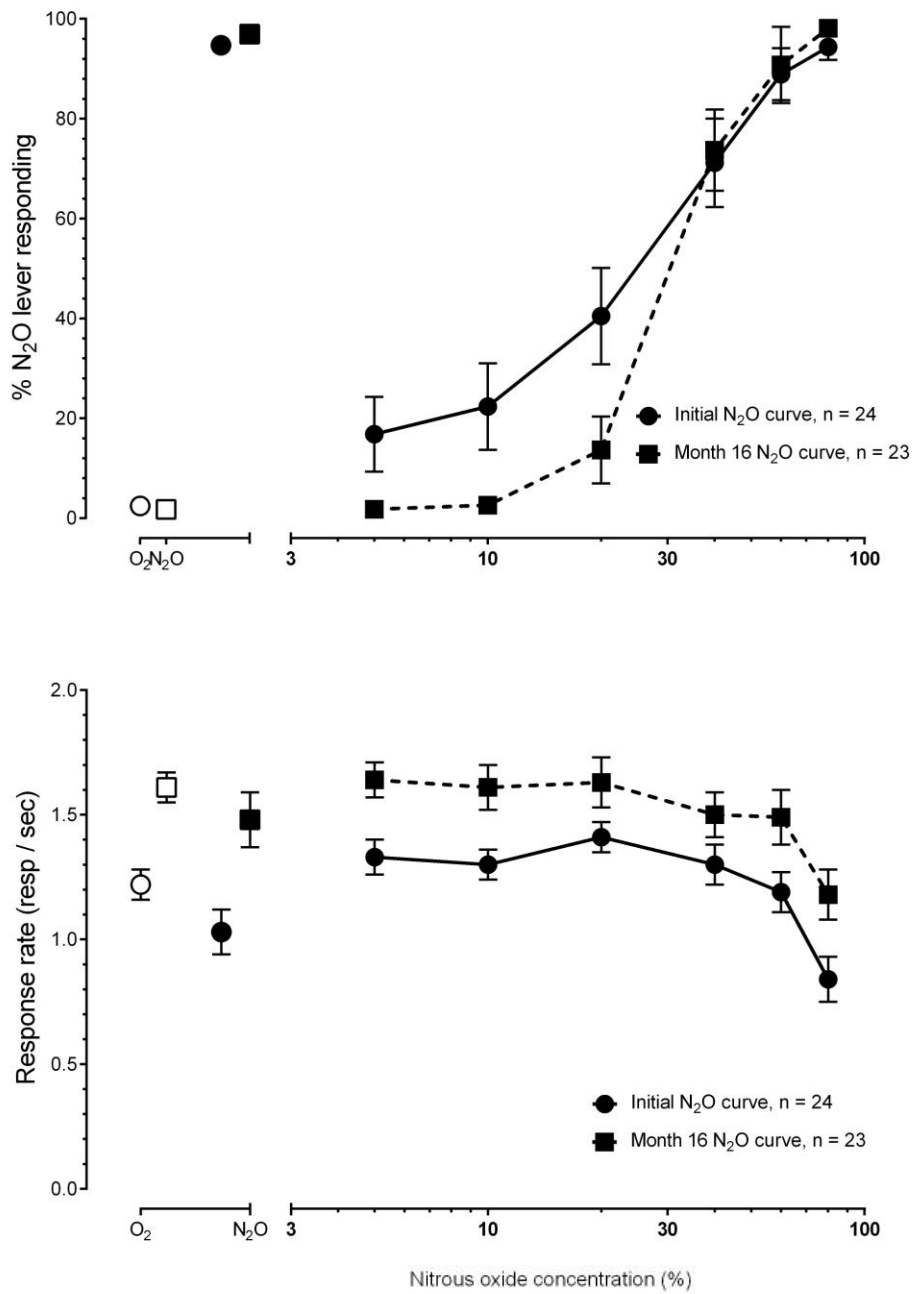 100
80
60
40
20
0
% N₂O lever responding
Initial N₂O curve, n = 24
Month 16 N₂O curve, n = 23
O₂N₂O
3 10 30 100
2.0
1.5
1.0
0.5
0.0
Response rate (resp / sec)
Initial N₂O curve, n = 24
Month 16 N₂O curve, n = 23
O₂ N₂O 3 10 30 100
Nitrous oxide concentration (%)